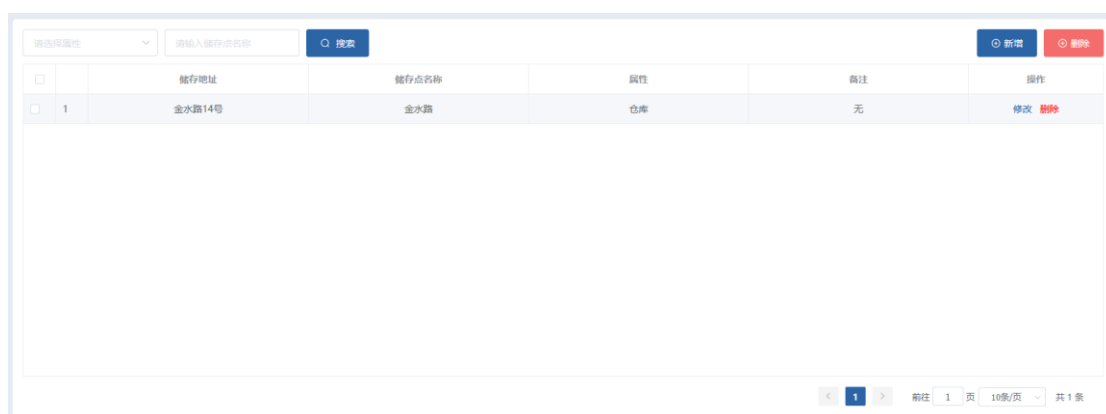 请选择属性 请输入储存点名称 搜索 新增 删除
储存地址 储存点名称 属性 备注 操作
1 金水路14号 金水路 仓库 无 修改 删除
1 前往 1 页 10条/页 共 1 条